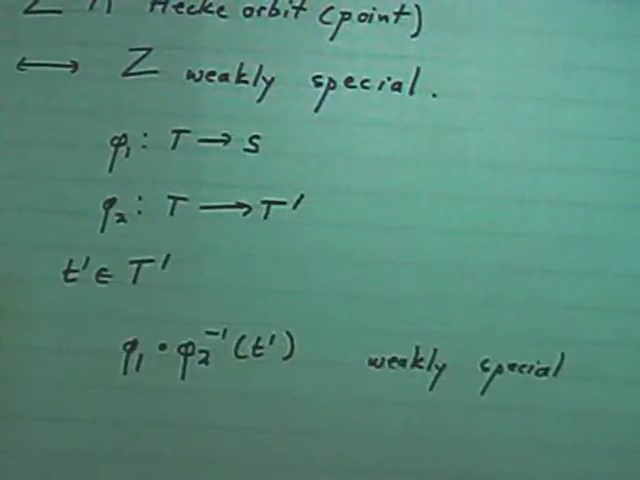 Z ∩ Hecke orbit (point)
⟷ Z weakly special.
φ₁ : T → S
φ₂ : T ⟶ T'
t' ∈ T'
φ₁ • φ₂⁻¹(t') weakly special